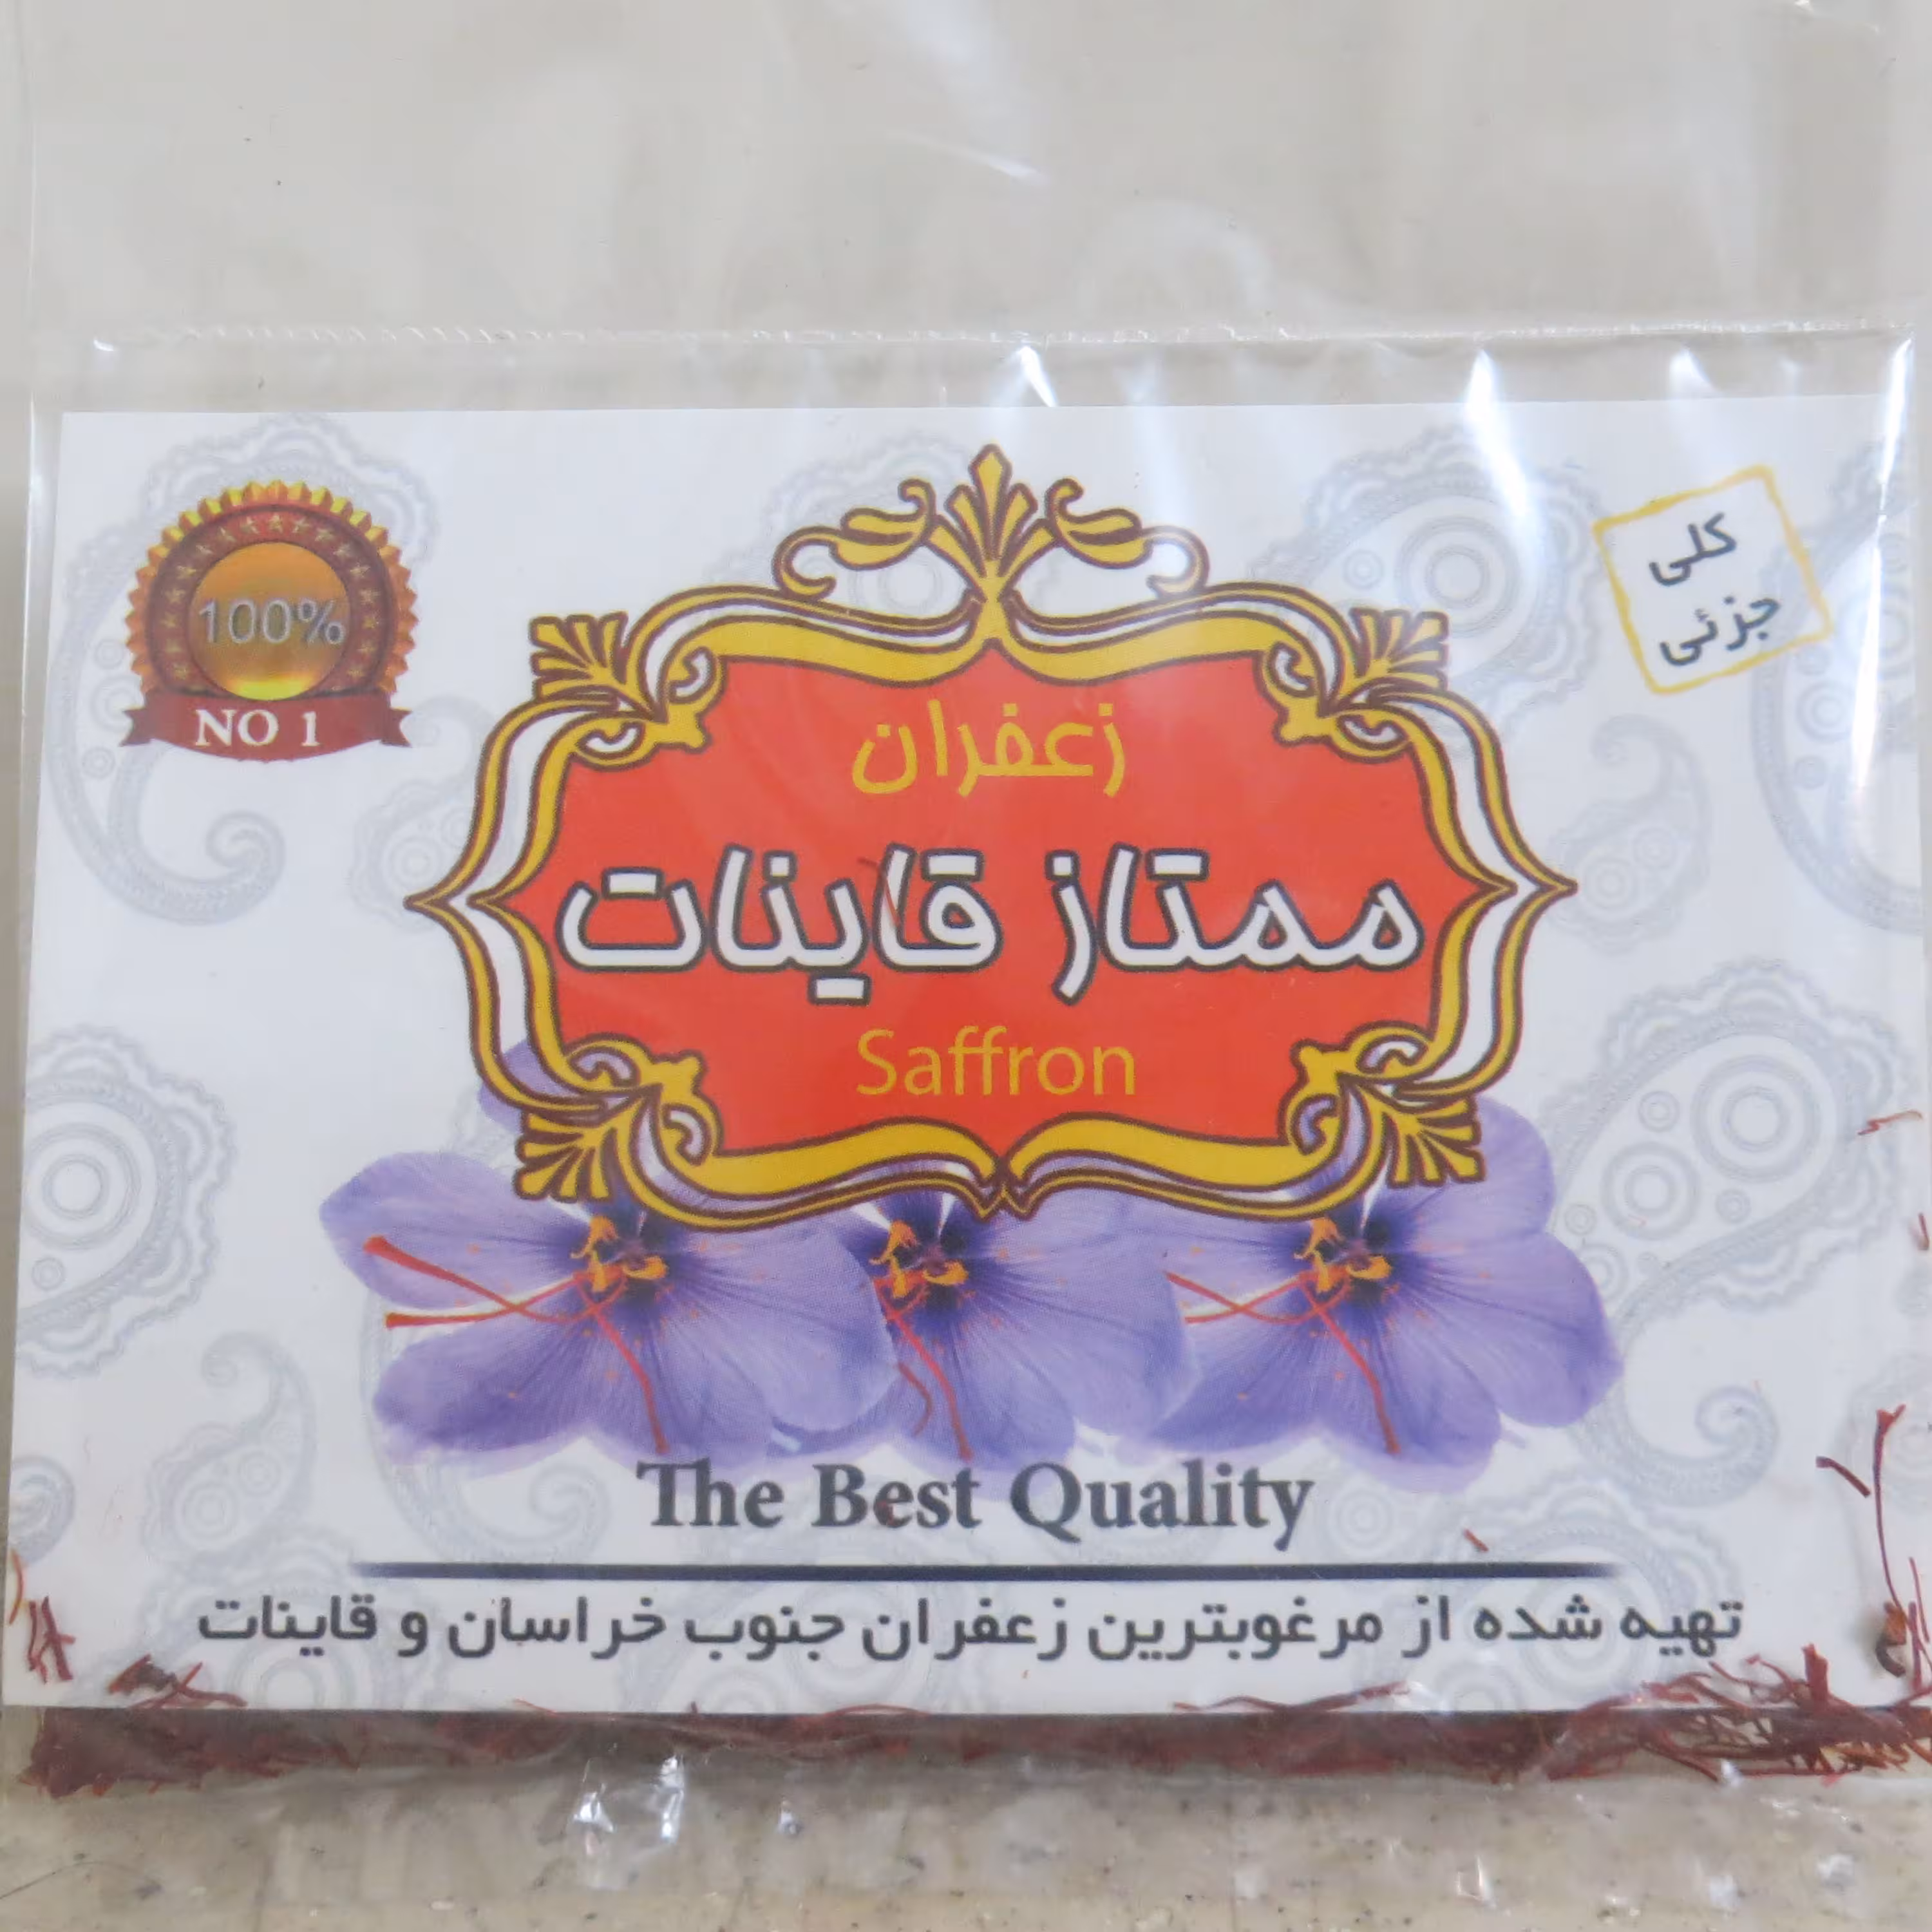 100%
NO 1
کلی
جزئی
زعفران
ممتاز قاینات
Saffron
The Best Quality
تهیه شده از مرغوبترین زعفران جنوب خراسان و قاینات